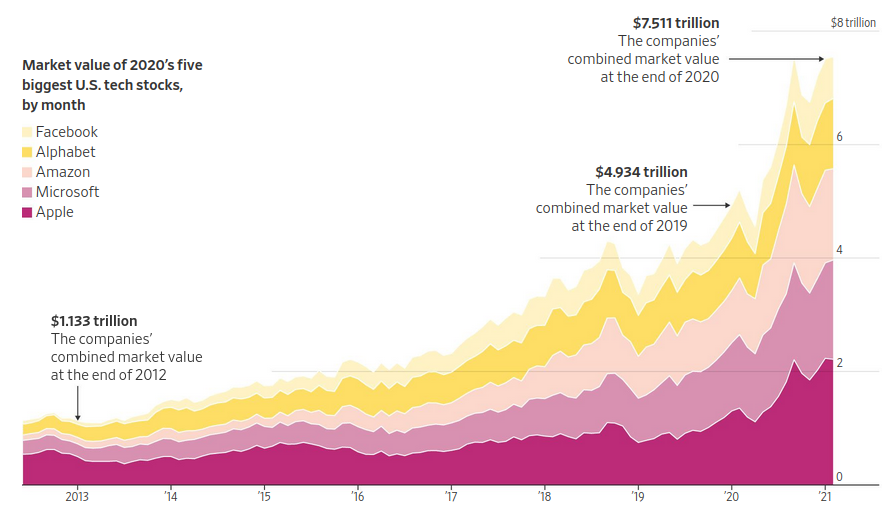 Market value of 2020’s five
biggest U.S. tech stocks,
by month
Facebook
Alphabet
Amazon
Microsoft
Apple
$1.133 trillion
The companies’
combined market value
at the end of 2012
$4.934 trillion
The companies’
combined market value
at the end of 2019
$7.511 trillion
The companies’
combined market value
at the end of 2020
$8 trillion
6
4
2
0
2013 ’14 ’15 ’16 ’17 ’18 ’19 ’20 ’21